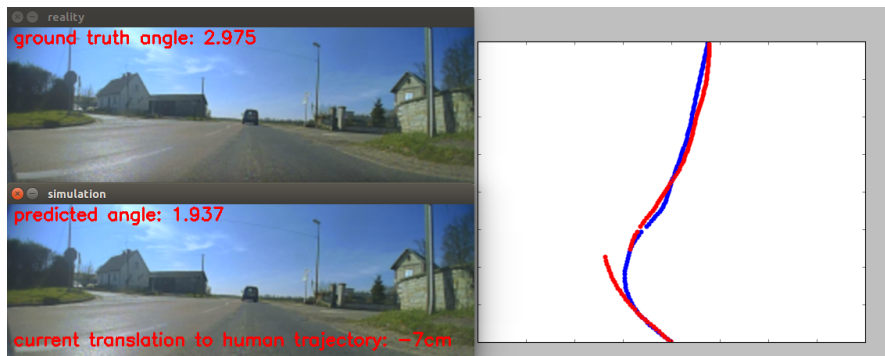 reality
ground truth angle: 2.975
simulation
predicted angle: 1.937
current translation to human trajectory: -7cm